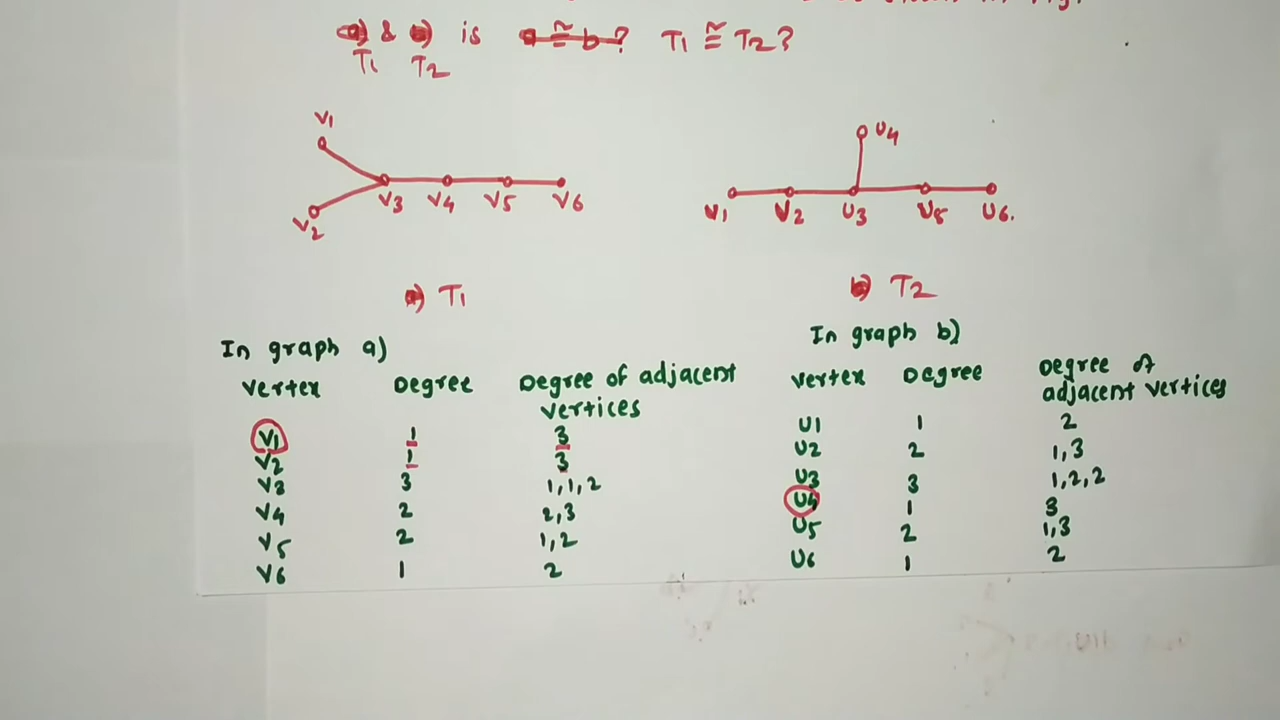 a) & b) is a ≅ b? T1 ≅ T2?
T1 T2
V1
V2
V3 V4 V5 V6
U4
V1 V2 U3 U5 U6.
a) T1
b) T2
In graph a)
Vertex Degree Degree of adjacent vertices
V1 1 3
V2 1 3
V3 3 1,1,2
V4 2 2,3
V5 2 1,2
V6 1 2
In graph b)
Vertex Degree Degree of
adjacent vertices
U1 1 2
U2 2 1,3
U3 3 1,2,2
U4 1 3
U5 2 1,3
U6 1 2